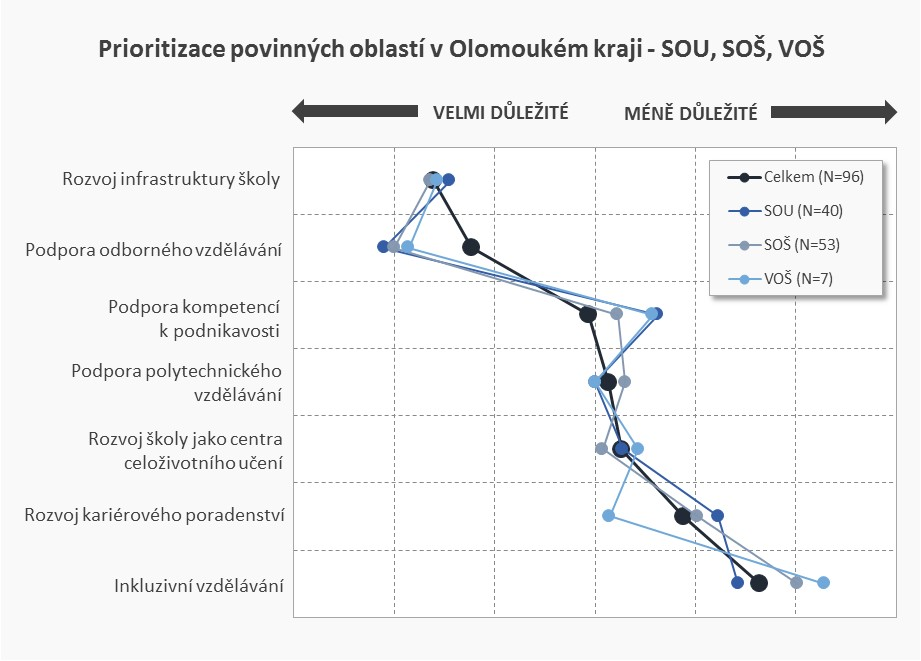 Prioritizace povinných oblastí v Olomoukém kraji - SOU, SOŠ, VOŠ
VELMI DŮLEŽITÉ
MÉNĚ DŮLEŽITÉ
Rozvoj infrastruktury školy
Podpora odborného vzdělávání
Podpora kompetencí
k podnikavosti
Podpora polytechnického
vzdělávání
Rozvoj školy jako centra
celoživotního učení
Rozvoj kariérového poradenství
Inkluzivní vzdělávání
Celkem (N=96)
SOU (N=40)
SOŠ (N=53)
VOŠ (N=7)